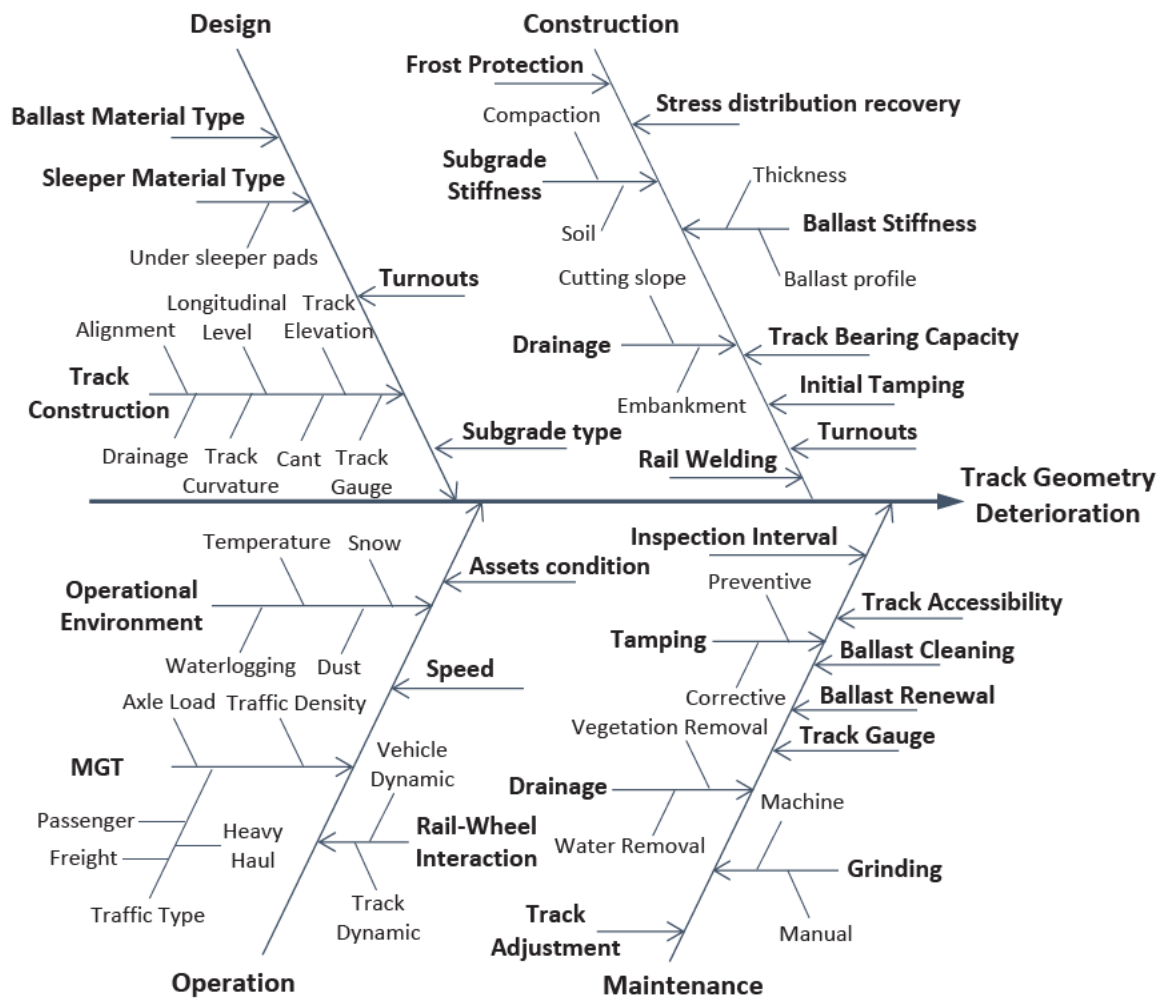 Design
Construction
Frost Protection
Ballast Material Type
Stress distribution recovery
Compaction
Sleeper Material Type
Subgrade
Stiffness
Thickness
Ballast Stiffness
Soil
Under sleeper pads
Turnouts
Cutting slope
Ballast profile
Longitudinal
Level
Track
Elevation
Alignment
Drainage
Track Bearing Capacity
Track
Construction
Initial Tamping
Embankment
Subgrade type
Turnouts
Drainage
Track
Curvature
Cant
Track
Gauge
Rail Welding
Track Geometry
Deterioration
Temperature
Snow
Inspection Interval
Assets condition
Operational
Environment
Preventive
Track Accessibility
Tamping
Ballast Cleaning
Waterlogging
Dust
Speed
Corrective
Ballast Renewal
Axle Load
Traffic Density
Vegetation Removal
Track Gauge
MGT
Vehicle
Dynamic
Drainage
Machine
Passenger
Heavy
Haul
Freight
Rail-Wheel
Interaction
Water Removal
Grinding
Traffic Type
Track
Dynamic
Track
Adjustment
Manual
Operation
Maintenance